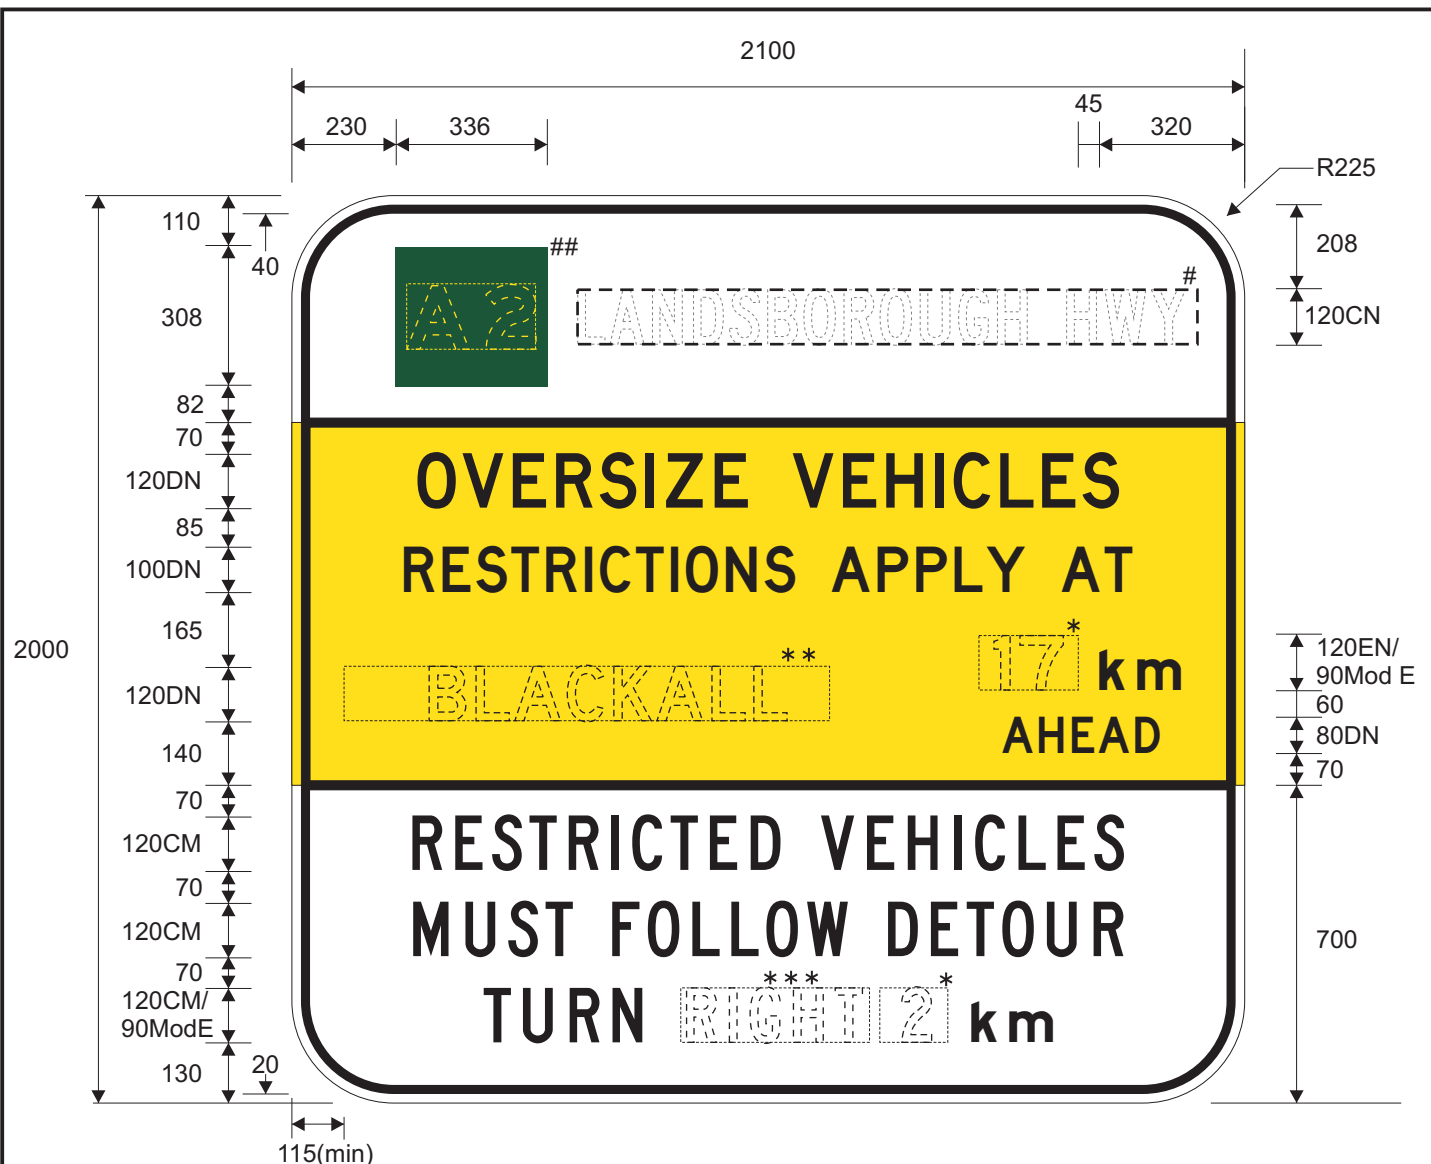 2100
45
230 336 320
R225
110
40
##
208
#
308
A2 LANDSBOROUGH HWY
120CN
82
70
120DN
OVERSIZE VEHICLES
85
100DN
RESTRICTIONS APPLY AT
165
2000
17* km
120EN/
90Mod E
**
120DN
BLACKALL
60
80DN
AHEAD
140
70
70
120CM
RESTRICTED VEHICLES
70
120CM
MUST FOLLOW DETOUR
700
70
120CM/
90ModE
*** *
TURN RIGHT 2 km
130
20
115(min)